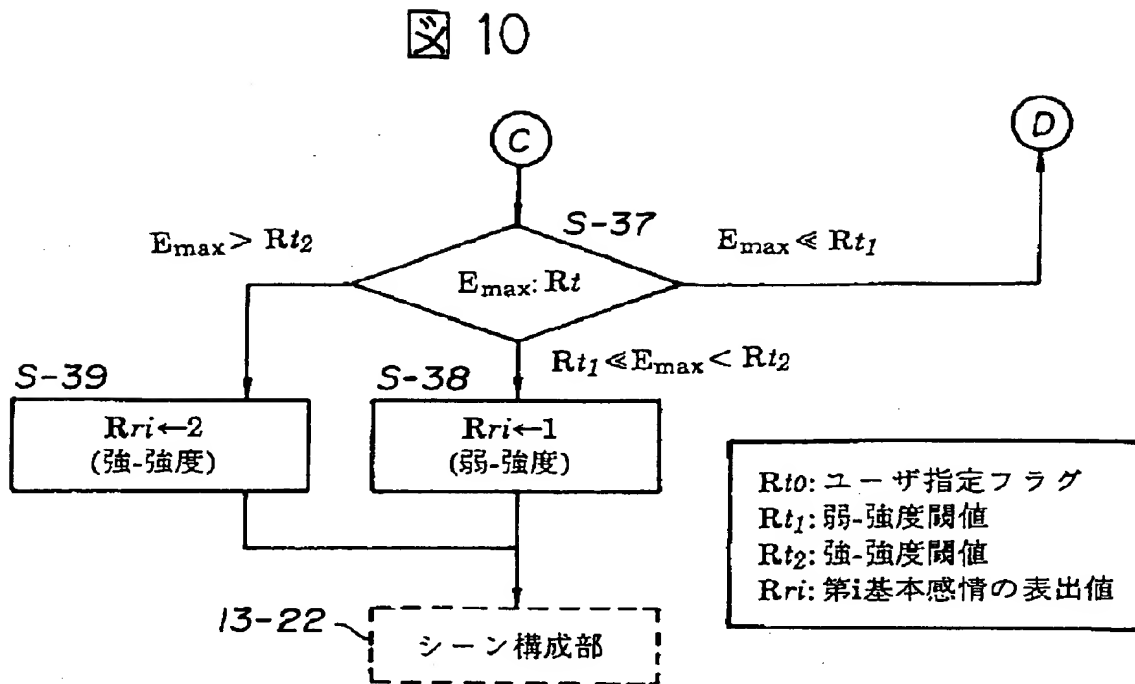 図 10
C
D
S-37
Emax > Rt2
Emax ≪ Rt1
Emax: Rt
Rt1 ≪ Emax < Rt2
S-39
S-38
Rri←2
(強-強度)
Rri←1
(弱-強度)
Rt0: ユーザ指定フラグ
Rt1: 弱-強度閾値
Rt2: 強-強度閾値
Rri: 第i基本感情の表出値
13-22
シーン構成部